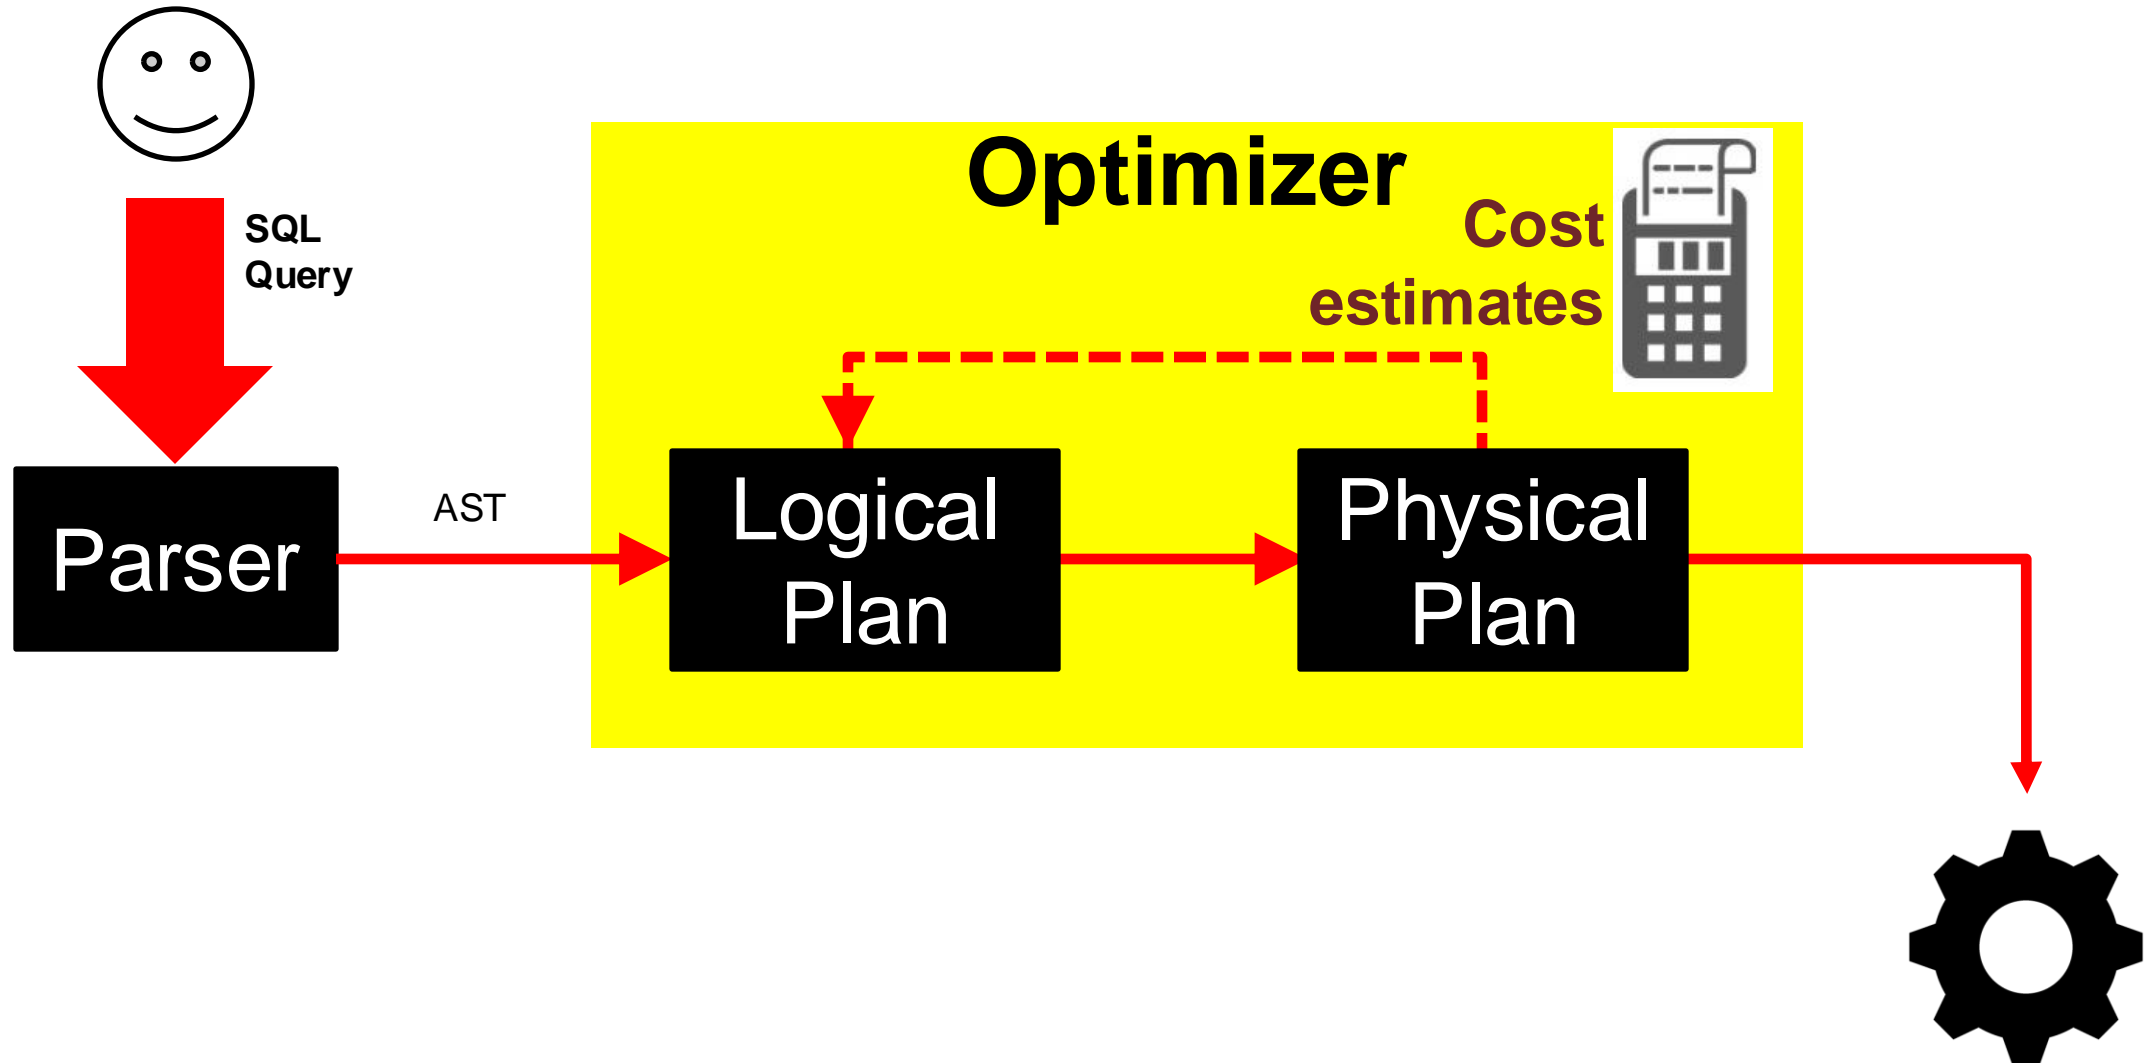 Optimizer
SQL
Query
Cost
estimates
Parser
AST
Logical
Plan
Physical
Plan